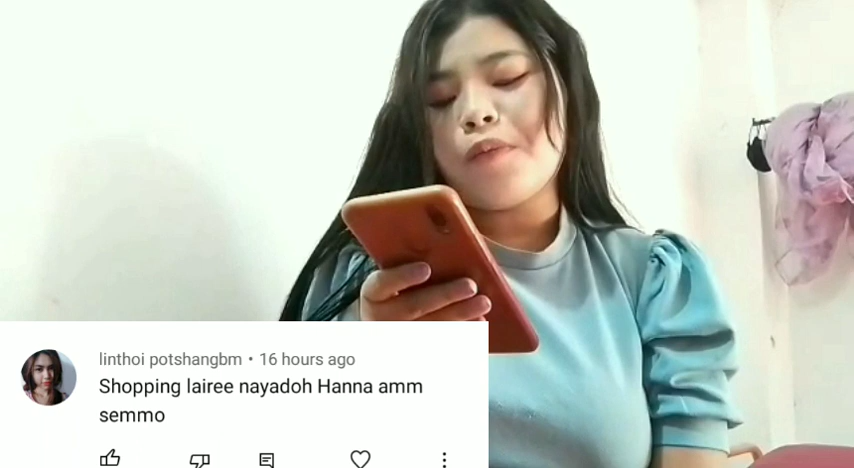 linthoi potshangbm • 16 hours ago
Shopping lairee nayadoh Hanna amm
semmo